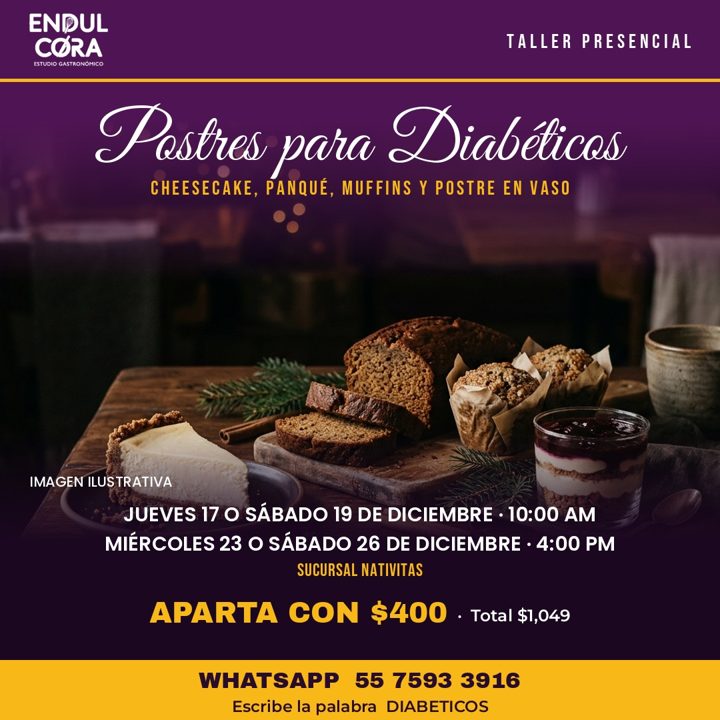 ENDUL
CORA
ESTUDIO GASTRONÓMICO
TALLER PRESENCIAL
Postres para Diabéticos
CHEESECAKE, PANQUÉ, MUFFINS Y POSTRE EN VASO
IMAGEN ILUSTRATIVA
JUEVES 17 O SÁBADO 19 DE DICIEMBRE · 10:00 AM
MIÉRCOLES 23 O SÁBADO 26 DE DICIEMBRE · 4:00 PM
SUCURSAL NATIVITAS
APARTA CON $400 · Total $1,049
WHATSAPP 55 7593 3916
Escribe la palabra DIABETICOS